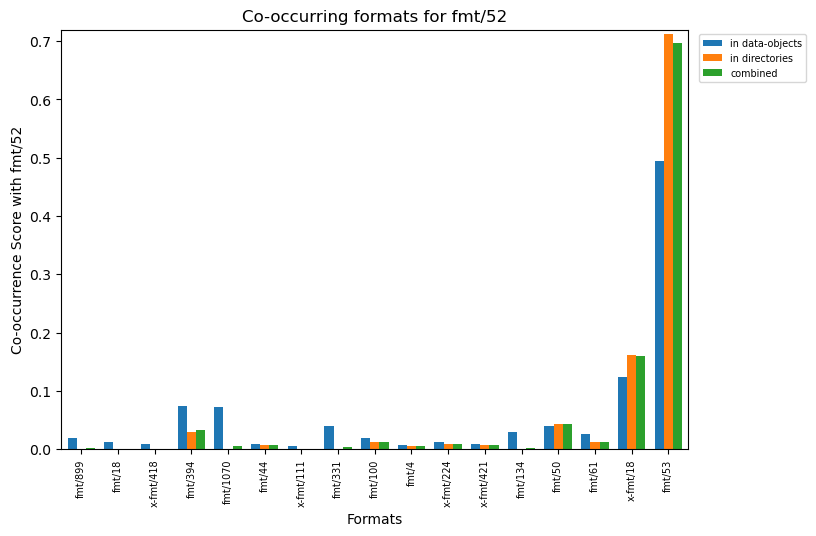 Co-occurring formats for fmt/52
in data-objects
in directories
combined
Co-occurrence Score with fmt/52
0.7
0.6
0.5
0.4
0.3
0.2
0.1
0.0
fmt/899
fmt/18
x-fmt/418
fmt/394
fmt/1070
fmt/44
x-fmt/111
fmt/331
fmt/100
fmt/4
x-fmt/224
x-fmt/421
fmt/134
fmt/50
fmt/61
x-fmt/18
fmt/53
Formats